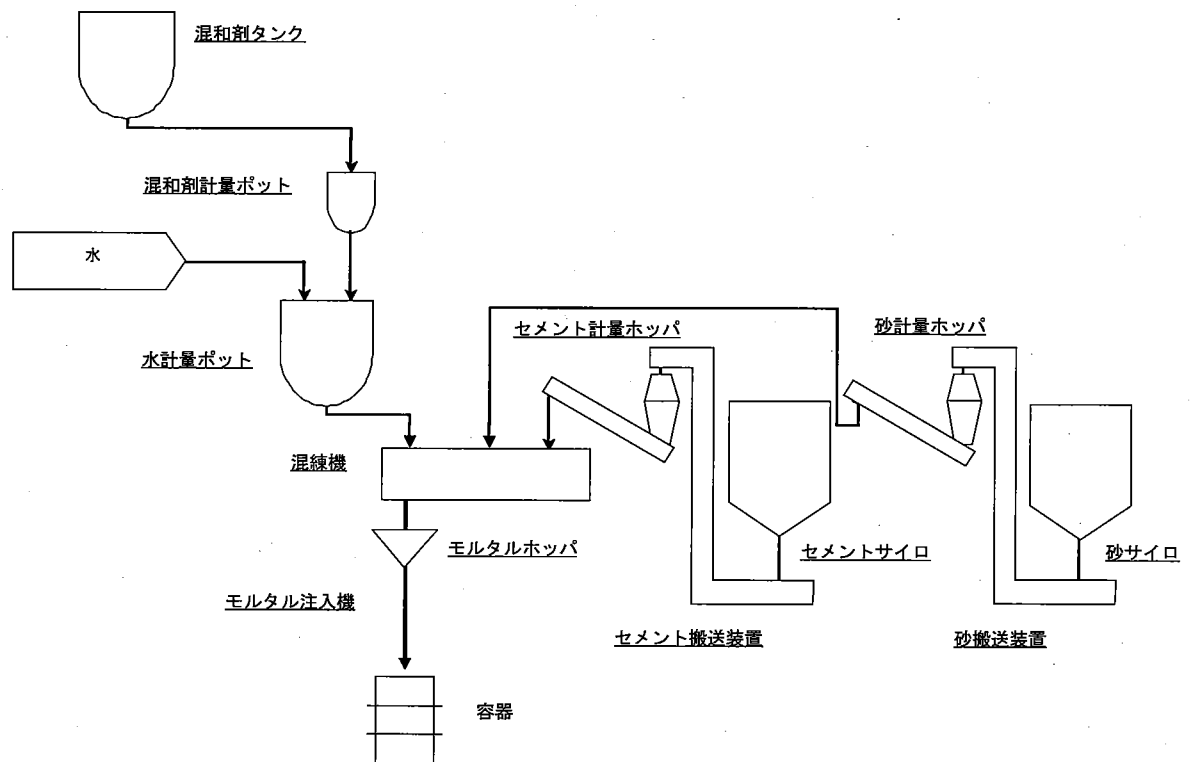 混和剤タンク
混和剤計量ポット
水
セメント計量ホッパ
砂計量ホッパ
水計量ポット
混練機
モルタルホッパ
セメントサイロ
砂サイロ
モルタル注入機
セメント搬送装置
砂搬送装置
容器